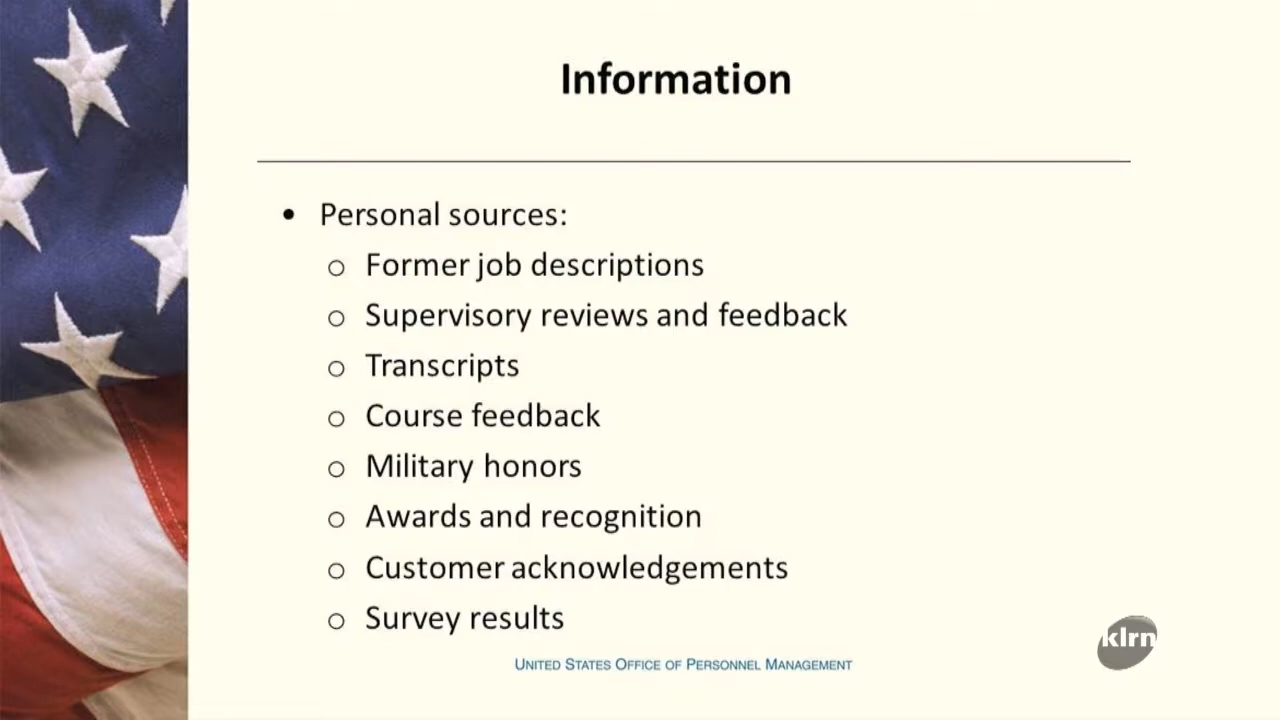 Information
• Personal sources:
o Former job descriptions
o Supervisory reviews and feedback
o Transcripts
o Course feedback
o Military honors
o Awards and recognition
o Customer acknowledgements
o Survey results
klrn
UNITED STATES OFFICE OF PERSONNEL MANAGEMENT